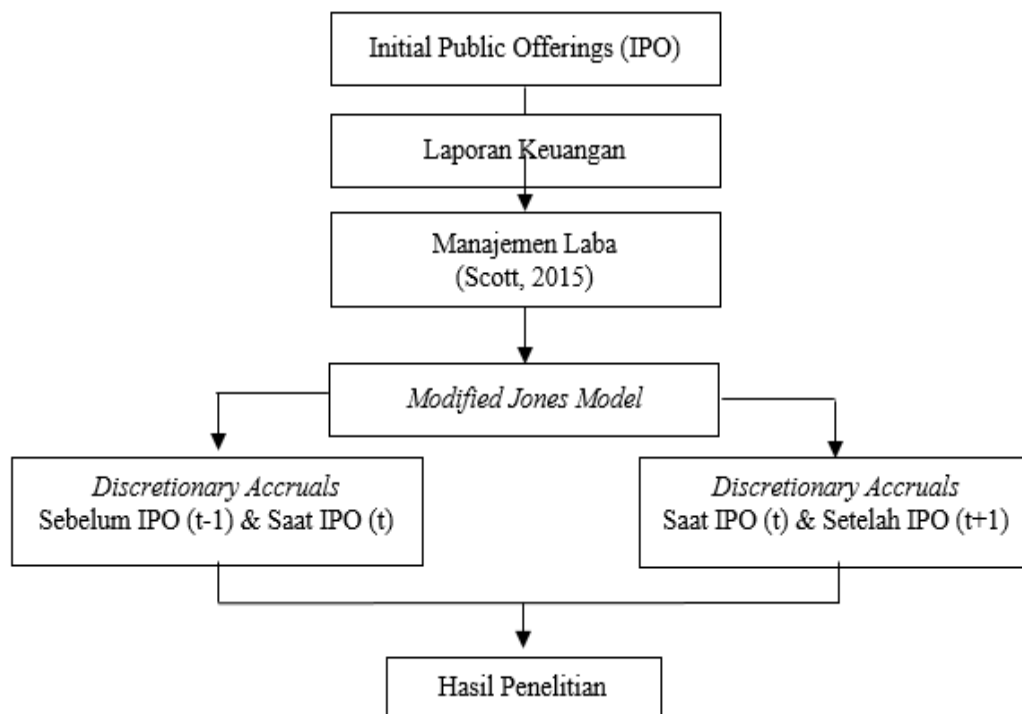 Initial Public Offerings (IPO)
Laporan Keuangan
Manajemen Laba
(Scott, 2015)
Modified Jones Model
Discretionary Accruals
Sebelum IPO (t-1) & Saat IPO (t)
Discretionary Accruals
Saat IPO (t) & Setelah IPO (t+1)
Hasil Penelitian